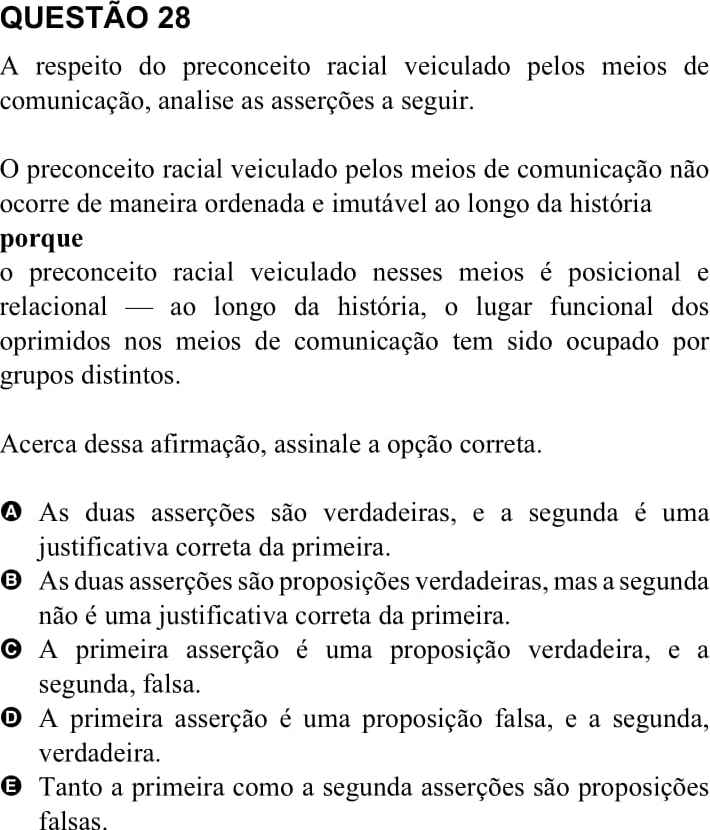 QUESTÃO 28
A respeito do preconceito racial veiculado pelos meios de
comunicação, analise as asserções a seguir.
O preconceito racial veiculado pelos meios de comunicação não
ocorre de maneira ordenada e imutável ao longo da história
porque
o preconceito racial veiculado nesses meios é posicional e
relacional — ao longo da história, o lugar funcional dos
oprimidos nos meios de comunicação tem sido ocupado por
grupos distintos.
Acerca dessa afirmação, assinale a opção correta.
A As duas asserções são verdadeiras, e a segunda é uma
justificativa correta da primeira.
B As duas asserções são proposições verdadeiras, mas a segunda
não é uma justificativa correta da primeira.
C A primeira asserção é uma proposição verdadeira, e a
segunda, falsa.
D A primeira asserção é uma proposição falsa, e a segunda,
verdadeira.
E Tanto a primeira como a segunda asserções são proposições
falsas.